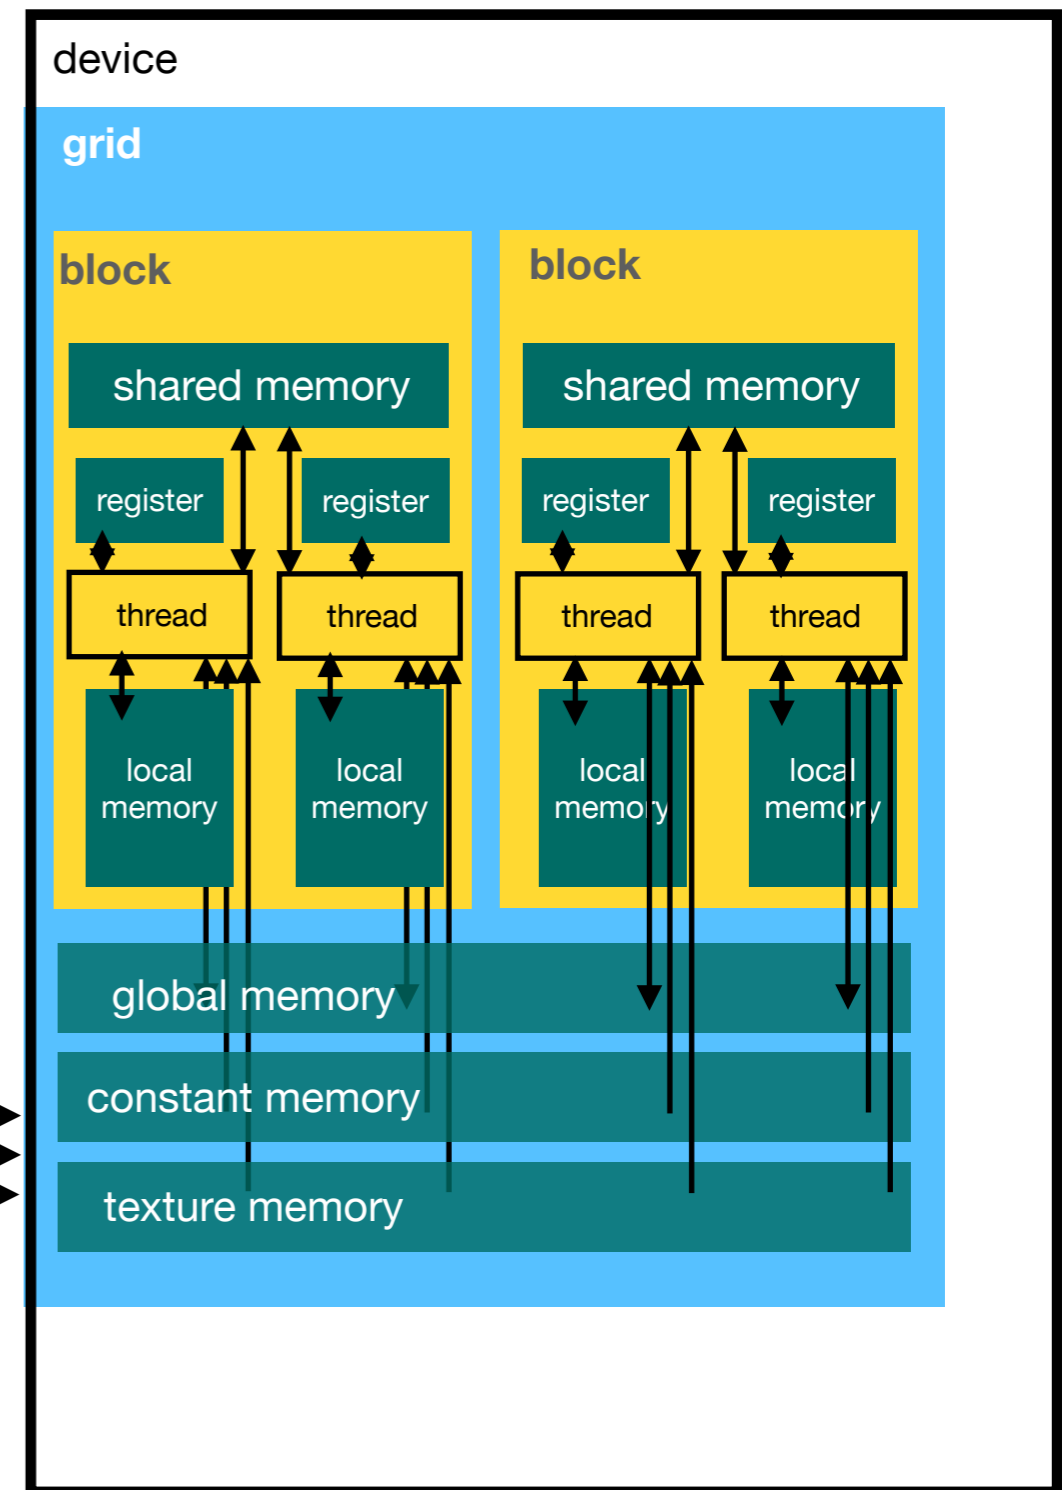 device
grid
block
block
shared memory
shared memory
register
register
register
register
thread
thread
thread
thread
local
memory
local
memory
local
memory
local
memory
global memory
constant memory
texture memory